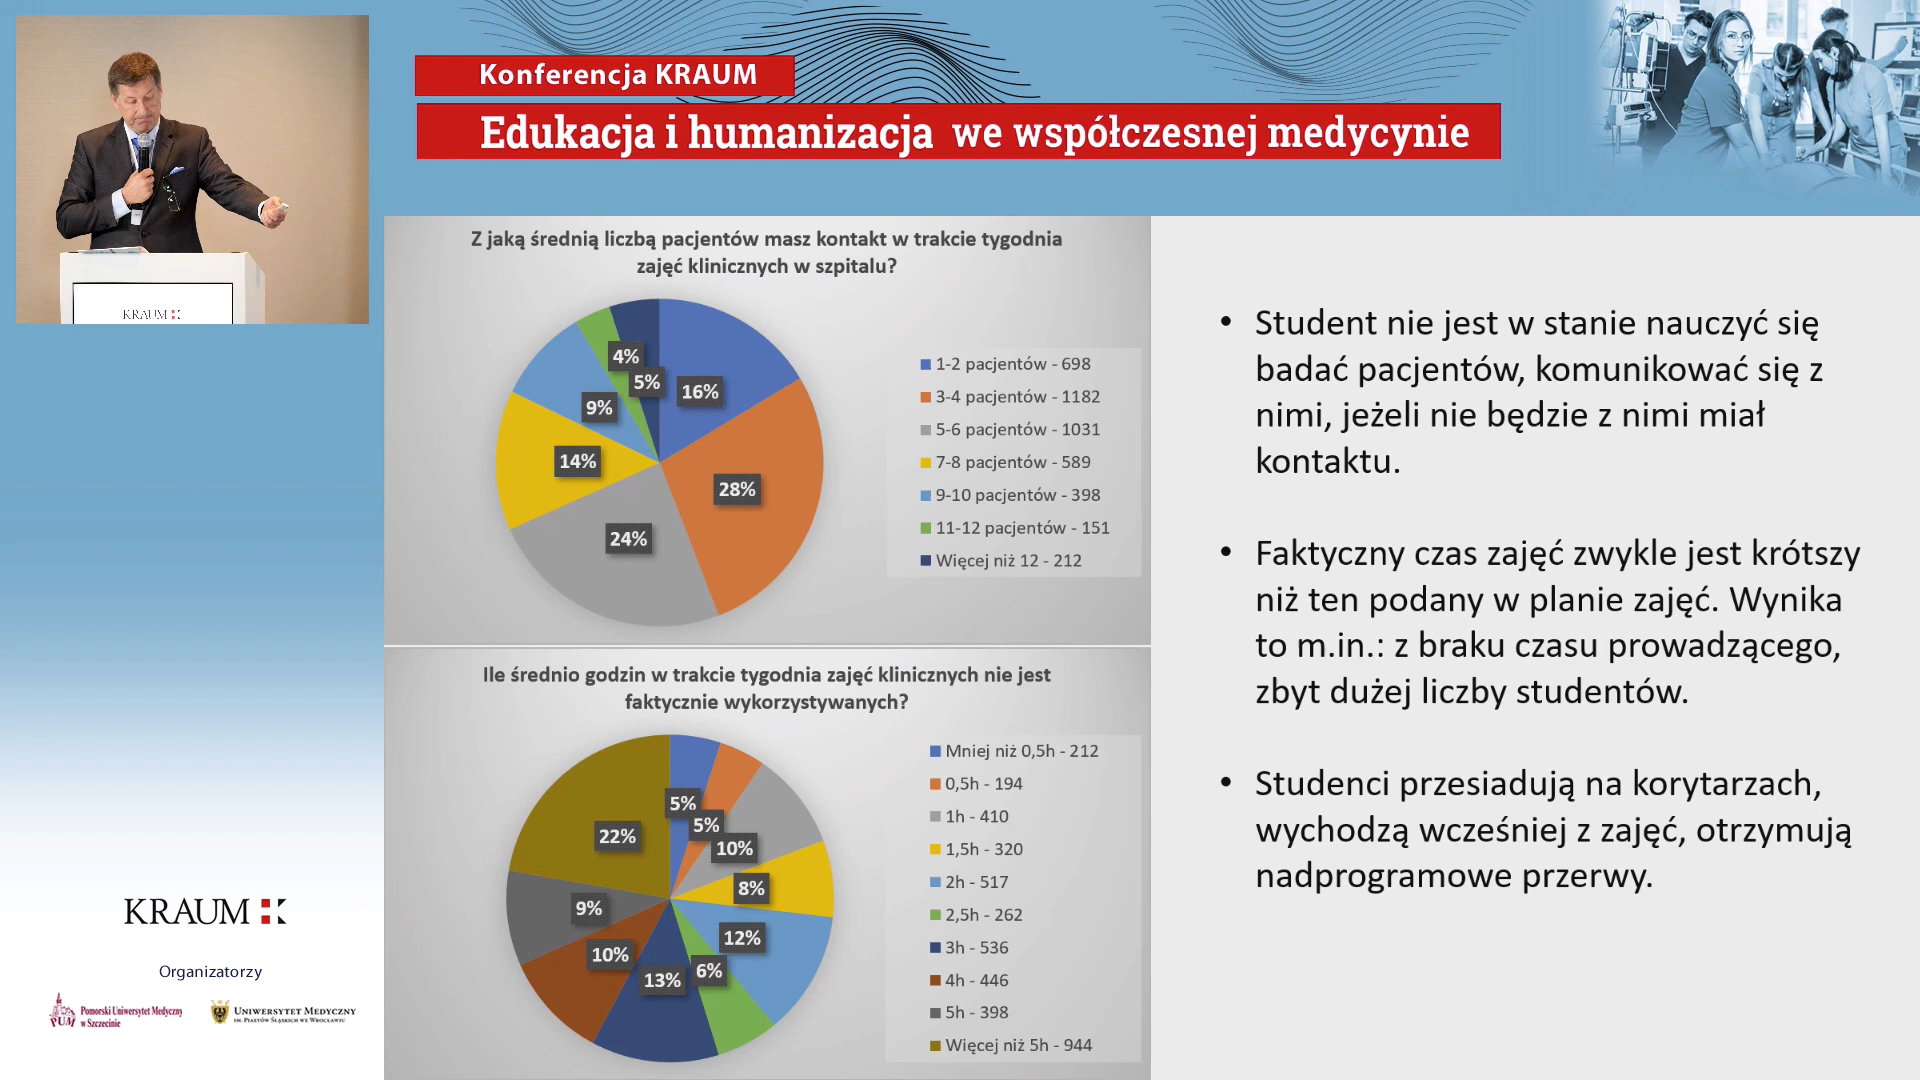 Konferencja KRAUM
Edukacja i humanizacja we współczesnej medycynie
KRAUM
Z jaką średnią liczbą pacjentów masz kontakt w trakcie tygodnia
zajęć klinicznych w szpitalu?
4%
5%
16%
9%
14%
28%
24%
1-2 pacjentów - 698
3-4 pacjentów - 1182
5-6 pacjentów - 1031
7-8 pacjentów - 589
9-10 pacjentów - 398
11-12 pacjentów - 151
Więcej niż 12 - 212
Ile średnio godzin w trakcie tygodnia zajęć klinicznych nie jest
faktycznie wykorzystywanych?
5%
5%
22%
10%
8%
9%
12%
10%
6%
13%
Mniej niż 0,5h - 212
0,5h - 194
1h - 410
1,5h - 320
2h - 517
2,5h - 262
3h - 536
4h - 446
5h - 398
Więcej niż 5h - 944
• Student nie jest w stanie nauczyć się
badać pacjentów, komunikować się z
nimi, jeżeli nie będzie z nimi miał
kontaktu.
• Faktyczny czas zajęć zwykle jest krótszy
niż ten podany w planie zajęć. Wynika
to m.in.: z braku czasu prowadzącego,
zbyt dużej liczby studentów.
• Studenci przesiadują na korytarzach,
wychodzą wcześniej z zajęć, otrzymują
nadprogramowe przerwy.
KRAUM
Organizatorzy
PUM
Pomorski Uniwersytet Medyczny
w Szczecinie
UNIWERSYTET MEDYCZNY
IM. PIASTÓW ŚLĄSKICH WE WROCŁAWIU